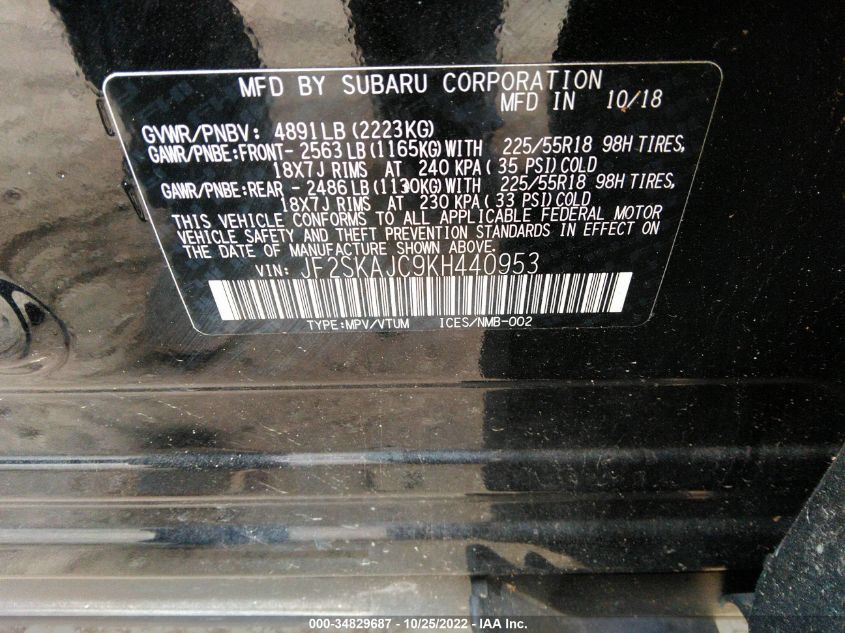 MFD BY SUBARU CORPORATION
MFD IN 10/18
GVWR/PNBV: 4891LB (2223KG)
GAWR/PNBE:FRONT- 2563LB (1165KG) WITH 225/55R18 98H TIRES,
18X7J RIMS AT 240 KPA (35 PSI) COLD
GAWR/PNBE:REAR - 2486LB (1130KG) WITH 225/55R18 98H TIRES,
18X7J RIMS AT 230 KPA (33 PSI) COLD
THIS VEHICLE CONFORMS TO ALL APPLICABLE FEDERAL MOTOR
VEHICLE SAFETY AND THEFT PREVENTION STANDARDS IN EFFECT ON
THE DATE OF MANUFACTURE SHOWN ABOVE.
VIN: JF2SKAJC9KH440953
TYPE:MPV/VTUM ICES/NMB-002
000-34829687 - 10/25/2022 - IAA Inc.